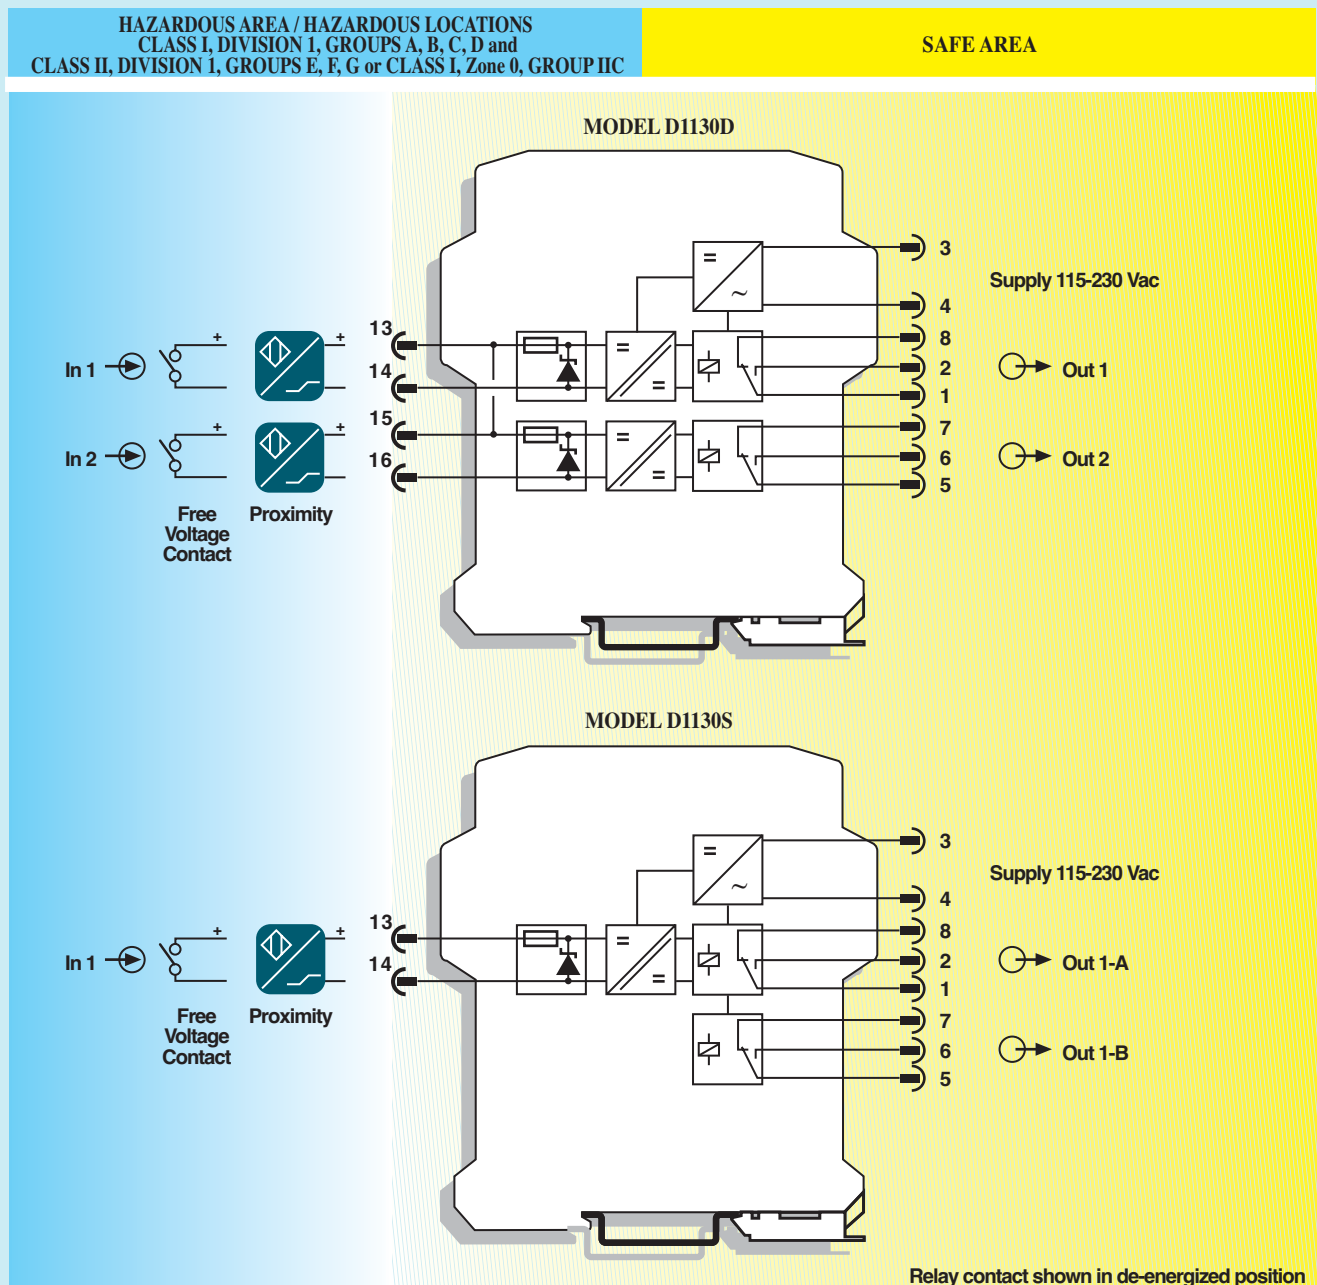 HAZARDOUS AREA / HAZARDOUS LOCATIONS
CLASS I, DIVISION 1, GROUPS A, B, C, D and
CLASS II, DIVISION 1, GROUPS E, F, G or CLASS I, Zone 0, GROUP IIC
SAFE AREA
MODEL D1130D
In 1
+
+
13
14
In 2
+
+
15
16
Free
Voltage
Contact
Proximity
=
~
=
=
=
=
3
Supply 115-230 Vac
4
8
2
1
Out 1
7
6
5
Out 2
MODEL D1130S
In 1
+
+
13
14
Free
Voltage
Contact
Proximity
=
~
=
=
3
Supply 115-230 Vac
4
8
2
1
Out 1-A
7
6
5
Out 1-B
Relay contact shown in de-energized position